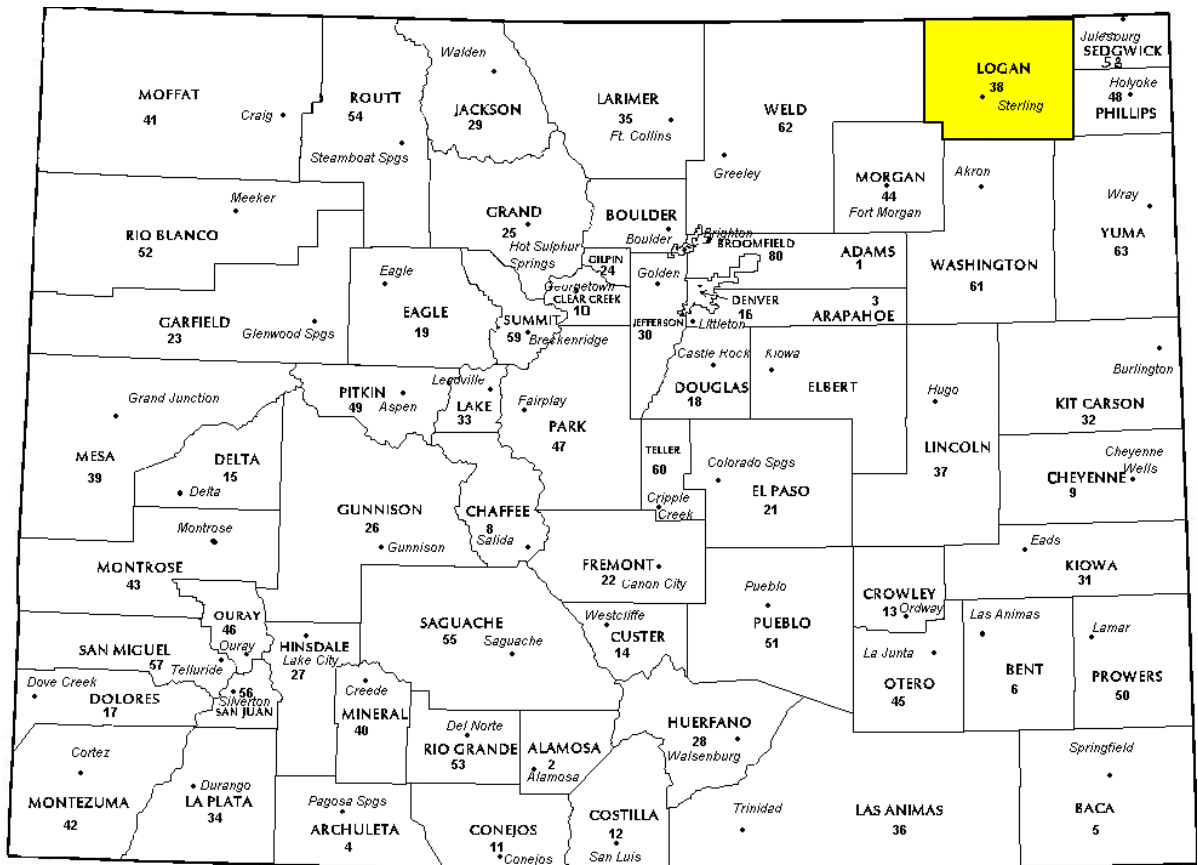 MOFFAT
41
Craig
ROUTT
54
Steamboat Spgs
Walden
JACKSON
29
LARIMER
35
Ft. Collins
WELD
62
Greeley
LOGAN
38
Sterling
Julesburg
SEDGWICK
58
Holyoke
48
PHILLIPS
MORGAN
44
Fort Morgan
Akron
WASHINGTON
61
Wray
YUMA
63
Meeker
RIO BLANCO
52
GRAND
25
Hot Sulphur
Springs
BOULDER
Boulder
GILPIN
24
Brighton
BROOMFIELD
80
ADAMS
1
Golden
JEFFERSON
30
DENVER
16
Littleton
3
ARAPAHOE
GARFIELD
23
Glenwood Spgs
Eagle
EAGLE
19
Georgetown
CLEAR CREEK
10
SUMMIT
59
Breckenridge
Castle Rock
DOUGLAS
18
Kiowa
ELBERT
Hugo
LINCOLN
37
Burlington
KIT CARSON
32
Grand Junction
MESA
39
DELTA
15
Delta
PITKIN
49
Aspen
Leadville
LAKE
33
Fairplay
PARK
47
TELLER
60
Cripple
Creek
Colorado Spgs
EL PASO
21
Cheyenne
Wells
CHEYENNE
9
GUNNISON
26
Gunnison
CHAFFEE
8
Salida
Montrose
MONTROSE
43
FREMONT
22
Canon City
Pueblo
PUEBLO
51
CROWLEY
13
Ordway
Eads
KIOWA
31
OURAY
46
Ouray
SAN MIGUEL
57
Telluride
HINSDALE
Lake City
27
SAGUACHE
55
Saguache
Westcliffe
CUSTER
14
La Junta
OTERO
45
Las Animas
BENT
6
Lamar
PROWERS
50
Dove Creek
DOLORES
17
56
Silverton
SAN JUAN
Creede
MINERAL
40
Del Norte
RIO GRANDE
53
ALAMOSA
2
Alamosa
HUERFANO
28
Walsenburg
Cortez
MONTEZUMA
42
Durango
LA PLATA
34
Pagosa Spgs
ARCHULETA
4
CONEJOS
11
Conejos
COSTILLA
12
San Luis
Trinidad
LAS ANIMAS
36
Springfield
BACA
5